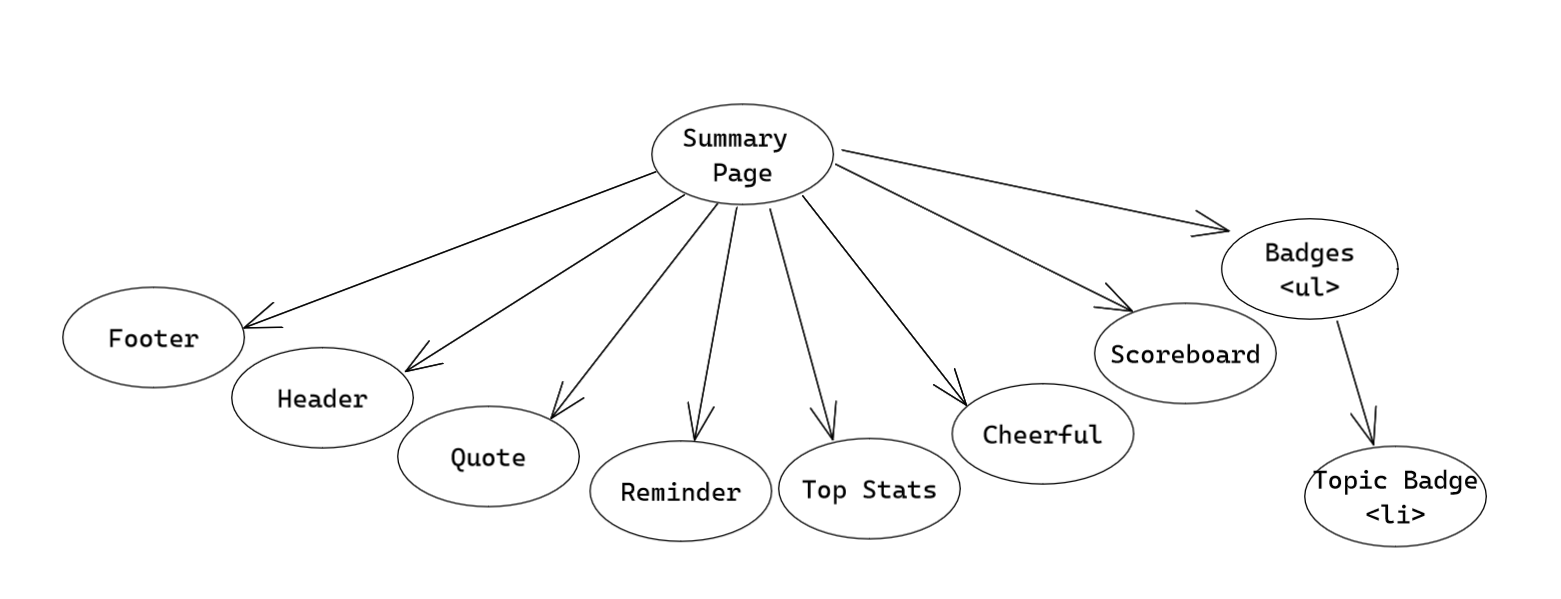 Summary
Page
Badges
<ul>
Footer
Scoreboard
Header
Cheerful
Quote
Reminder
Top Stats
Topic Badge
<li>